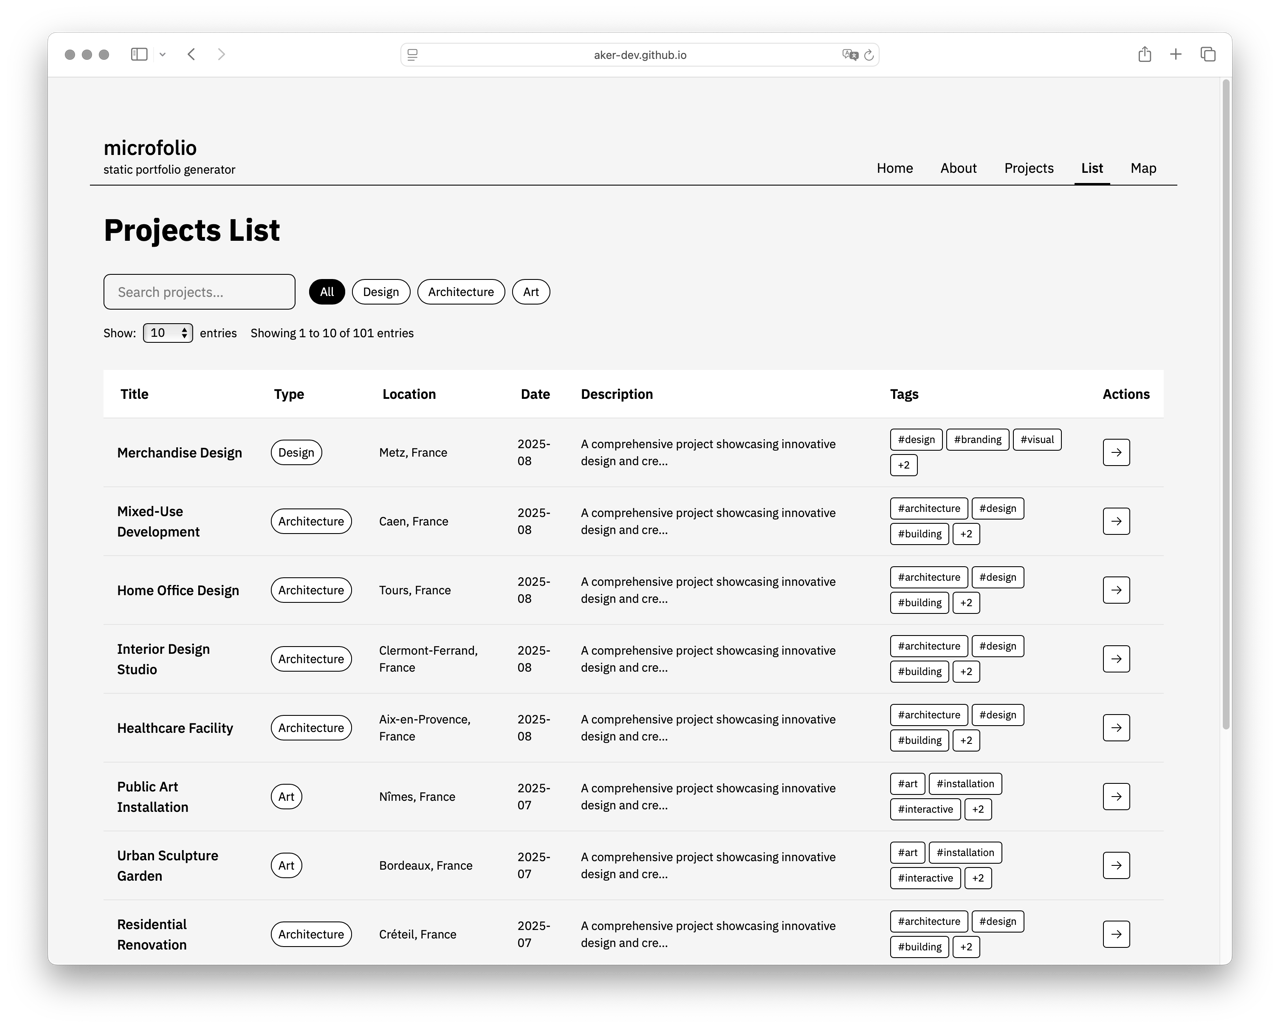 aker-dev.github.io
microfolio
static portfolio generator
Home About Projects List Map
Projects List
Search projects...
All Design Architecture Art
Show: 10 entries Showing 1 to 10 of 101 entries
Title Type Location Date Description Tags Actions
Merchandise Design
Design
Metz, France
2025-
08
A comprehensive project showcasing innovative
design and cre...
#design #branding #visual
+2
Mixed-Use
Development
Architecture
Caen, France
2025-
08
A comprehensive project showcasing innovative
design and cre...
#architecture #design
#building +2
Home Office Design
Architecture
Tours, France
2025-
08
A comprehensive project showcasing innovative
design and cre...
#architecture #design
#building +2
Interior Design
Studio
Architecture
Clermont-Ferrand,
France
2025-
08
A comprehensive project showcasing innovative
design and cre...
#architecture #design
#building +2
Healthcare Facility
Architecture
Aix-en-Provence,
France
2025-
08
A comprehensive project showcasing innovative
design and cre...
#architecture #design
#building +2
Public Art
Installation
Art
Nîmes, France
2025-
07
A comprehensive project showcasing innovative
design and cre...
#art #installation
#interactive +2
Urban Sculpture
Garden
Art
Bordeaux, France
2025-
07
A comprehensive project showcasing innovative
design and cre...
#art #installation
#interactive +2
Residential
Renovation
Architecture
Créteil, France
2025-
07
A comprehensive project showcasing innovative
design and cre...
#architecture #design
#building +2